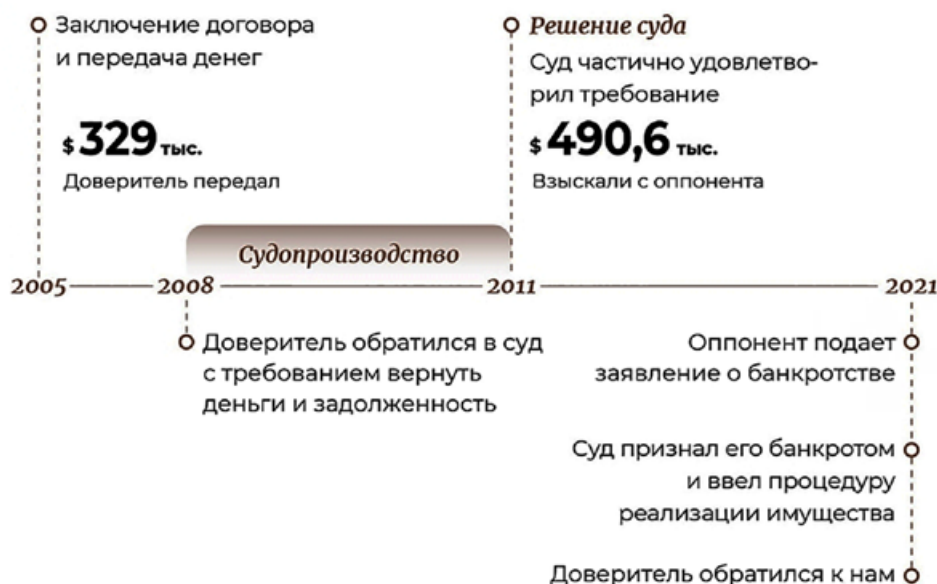 Заключение договора
и передача денег
$ 329 тыс.
Доверитель передал
Решение суда
Суд частично удовлетво-
рил требование
$ 490,6 тыс.
Взыскали с оппонента
Судопроизводство
2005
2008
2011
2021
Доверитель обратился в суд
с требованием вернуть
деньги и задолженность
Оппонент подает
заявление о банкротстве
Суд признал его банкротом
и ввел процедуру
реализации имущества
Доверитель обратился к нам